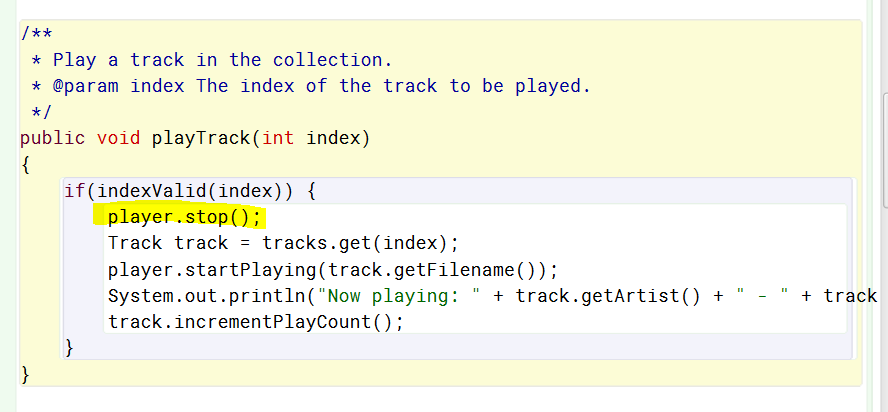 /**
 * Play a track in the collection.
 * @param index The index of the track to be played.
 */
public void playTrack(int index)
{
    if(indexValid(index)) {
        player.stop();
        Track track = tracks.get(index);
        player.startPlaying(track.getFilename());
        System.out.println("Now playing: " + track.getArtist() + " - " + track
        track.incrementPlayCount();
    }
}